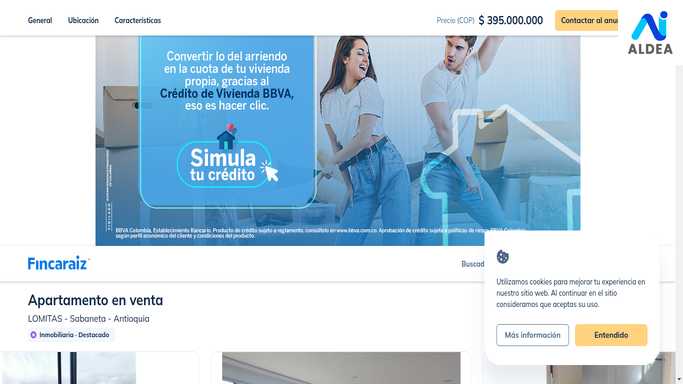 General Ubicación Características Precio (COP) $ 395.000.000 Contactar al anu
ALDEA
Convertir lo del arriendo
en la cuota de tu vivienda
propia, gracias al
Crédito de Vivienda BBVA,
eso es hacer clic.
Simula
tu crédito
BBVA Colombia. Establecimiento Bancario. Producto de crédito sujeto a reglamento, consúltelo en www.bbva.com.co. Aprobación de crédito sujeta a políticas de riesgo BBVA Colombia,
según perfil económico del cliente y condiciones del producto.
Fincaraíz
Buscad
Utilizamos cookies para mejorar tu experiencia en
nuestro sitio web. Al continuar en el sitio
consideramos que aceptas su uso.
Más información Entendido
Apartamento en venta
LOMITAS - Sabaneta - Antioquia
Inmobiliaria - Destacado